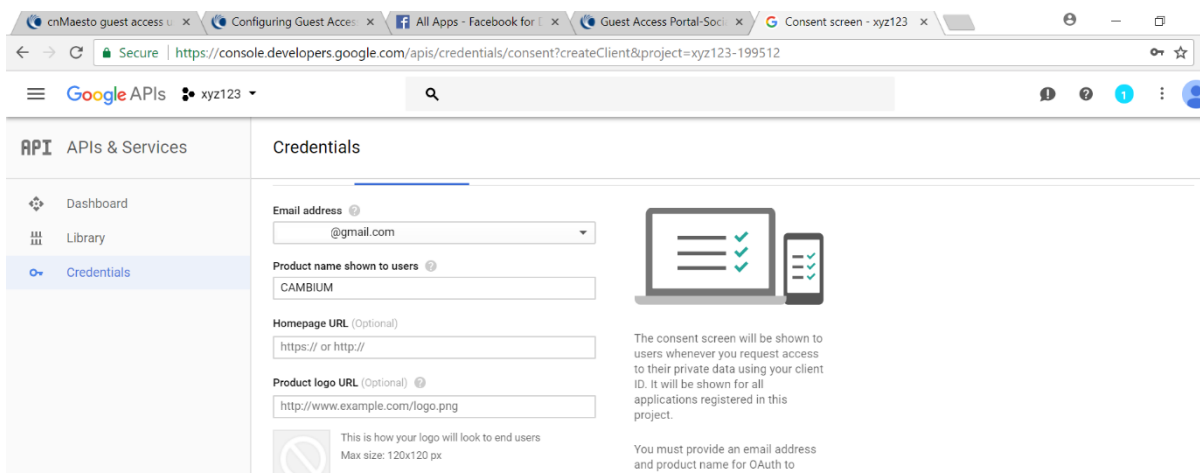 cnMaesto guest access u
Configuring Guest Acces
All Apps - Facebook for D
Guest Access Portal-Soci
Consent screen - xyz123
Secure | https://console.developers.google.com/apis/credentials/consent?createClient&project=xyz123-199512
Google APIs xyz123
1
API APIs & Services
Credentials
Dashboard
Library
Credentials
Email address
@gmail.com
Product name shown to users
CAMBIUM
Homepage URL (Optional)
https:// or http://
Product logo URL (Optional)
http://www.example.com/logo.png
This is how your logo will look to end users
Max size: 120x120 px
The consent screen will be shown to
users whenever you request access
to their private data using your client
ID. It will be shown for all
applications registered in this
project.
You must provide an email address
and product name for OAuth to